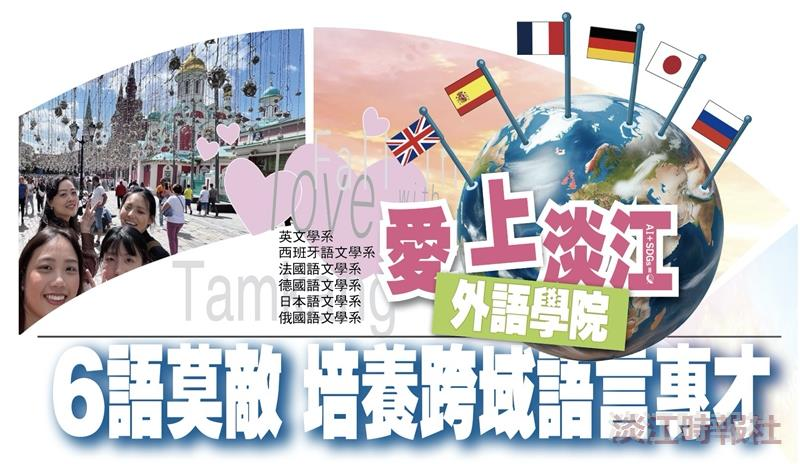 Fall in
love with
Tam
愛上淡江
AI+SDGs=∞
外語學院
英文學系
西班牙語文學系
法國語文學系
德國語文學系
日本語文學系
俄國語文學系
6語莫敵 培養跨域語言專才
淡江時報社